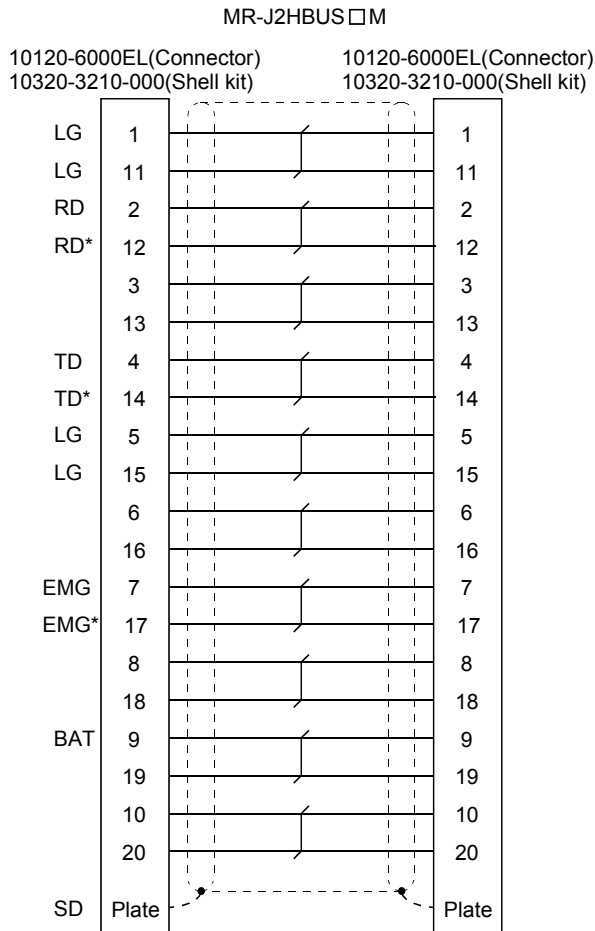 MR-J2HBUS□M
10120-6000EL(Connector) 10120-6000EL(Connector)
10320-3210-000(Shell kit) 10320-3210-000(Shell kit)
LG 1 1
LG 11 11
RD 2 2
RD* 12 12
3 3
13 13
TD 4 4
TD* 14 14
LG 5 5
LG 15 15
6 6
16 16
EMG 7 7
EMG* 17 17
8 8
18 18
BAT 9 9
19 19
10 10
20 20
SD Plate Plate